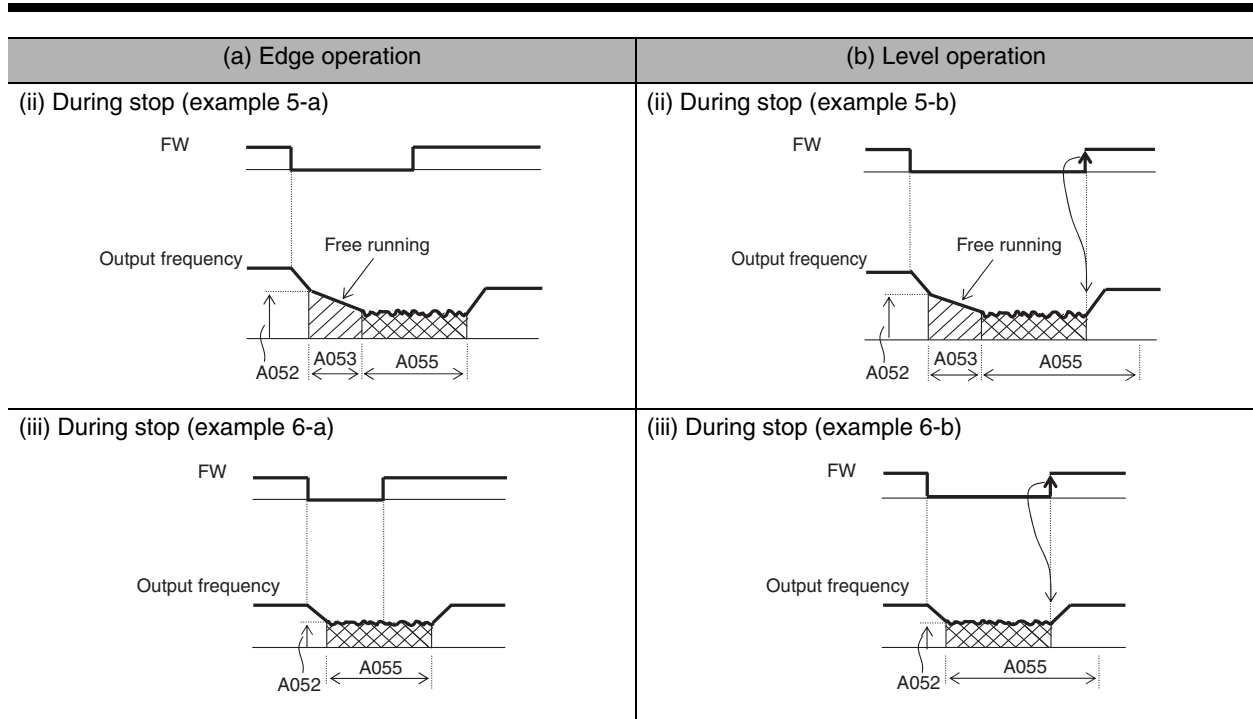 (a) Edge operation
(b) Level operation
(ii) During stop (example 5-a)
FW
Free running
Output frequency
A052
A053
A055
(ii) During stop (example 5-b)
FW
Free running
Output frequency
A052
A053
A055
(iii) During stop (example 6-a)
FW
Output frequency
A052
A055
(iii) During stop (example 6-b)
FW
Output frequency
A052
A055